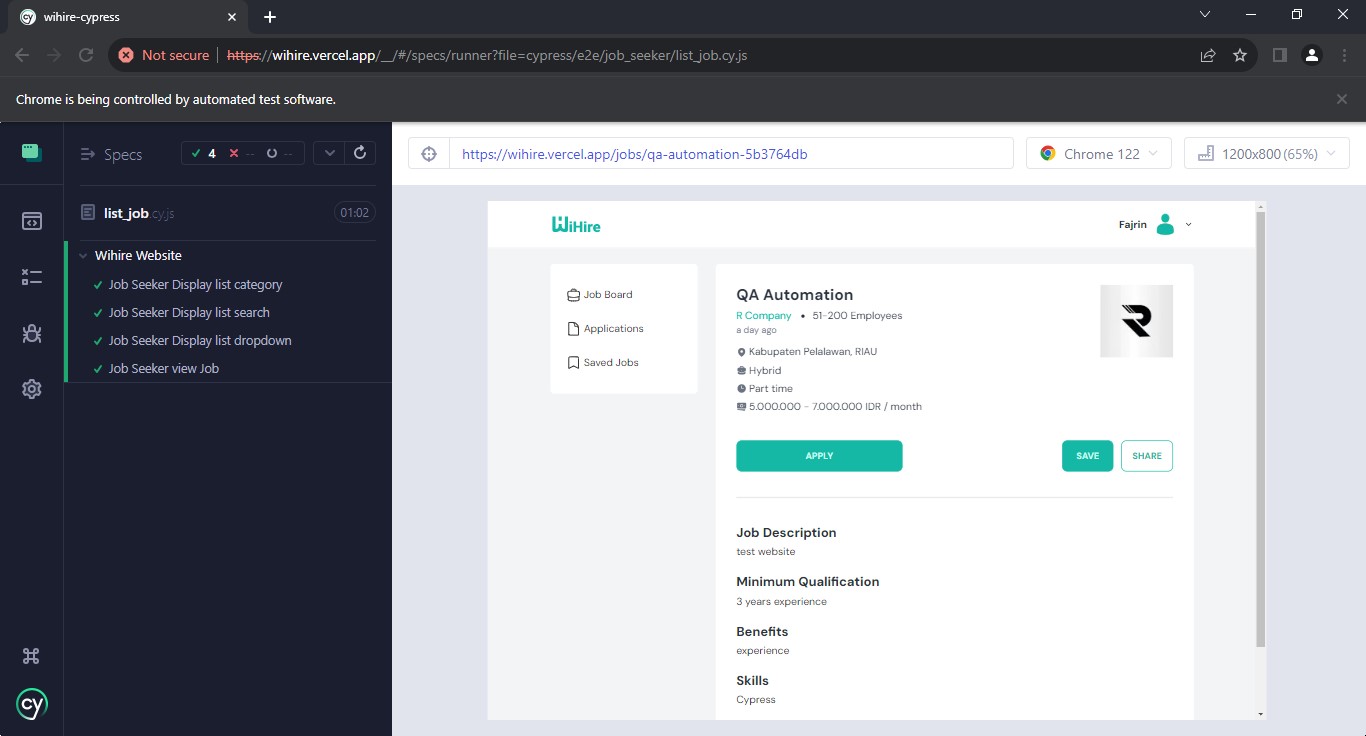 wihire-cypress
Not secure https://wihire.vercel.app/__/#/specs/runner?file=cypress/e2e/job_seeker/list_job.cy.js
Chrome is being controlled by automated test software.
Specs
4 -- --
https://wihire.vercel.app/jobs/qa-automation-5b3764db
Chrome 122
1200x800 (65%)
list_job.cy.js
01:02
Wihire Website
Job Seeker Display list category
Job Seeker Display list search
Job Seeker Display list dropdown
Job Seeker view Job
cy
WiHire
Fajrin
Job Board
Applications
Saved Jobs
QA Automation
R Company • 51-200 Employees
a day ago
Kabupaten Pelalawan, RIAU
Hybrid
Part time
5.000.000 - 7.000.000 IDR / month
R
APPLY
SAVE
SHARE
Job Description
test website
Minimum Qualification
3 years experience
Benefits
experience
Skills
Cypress